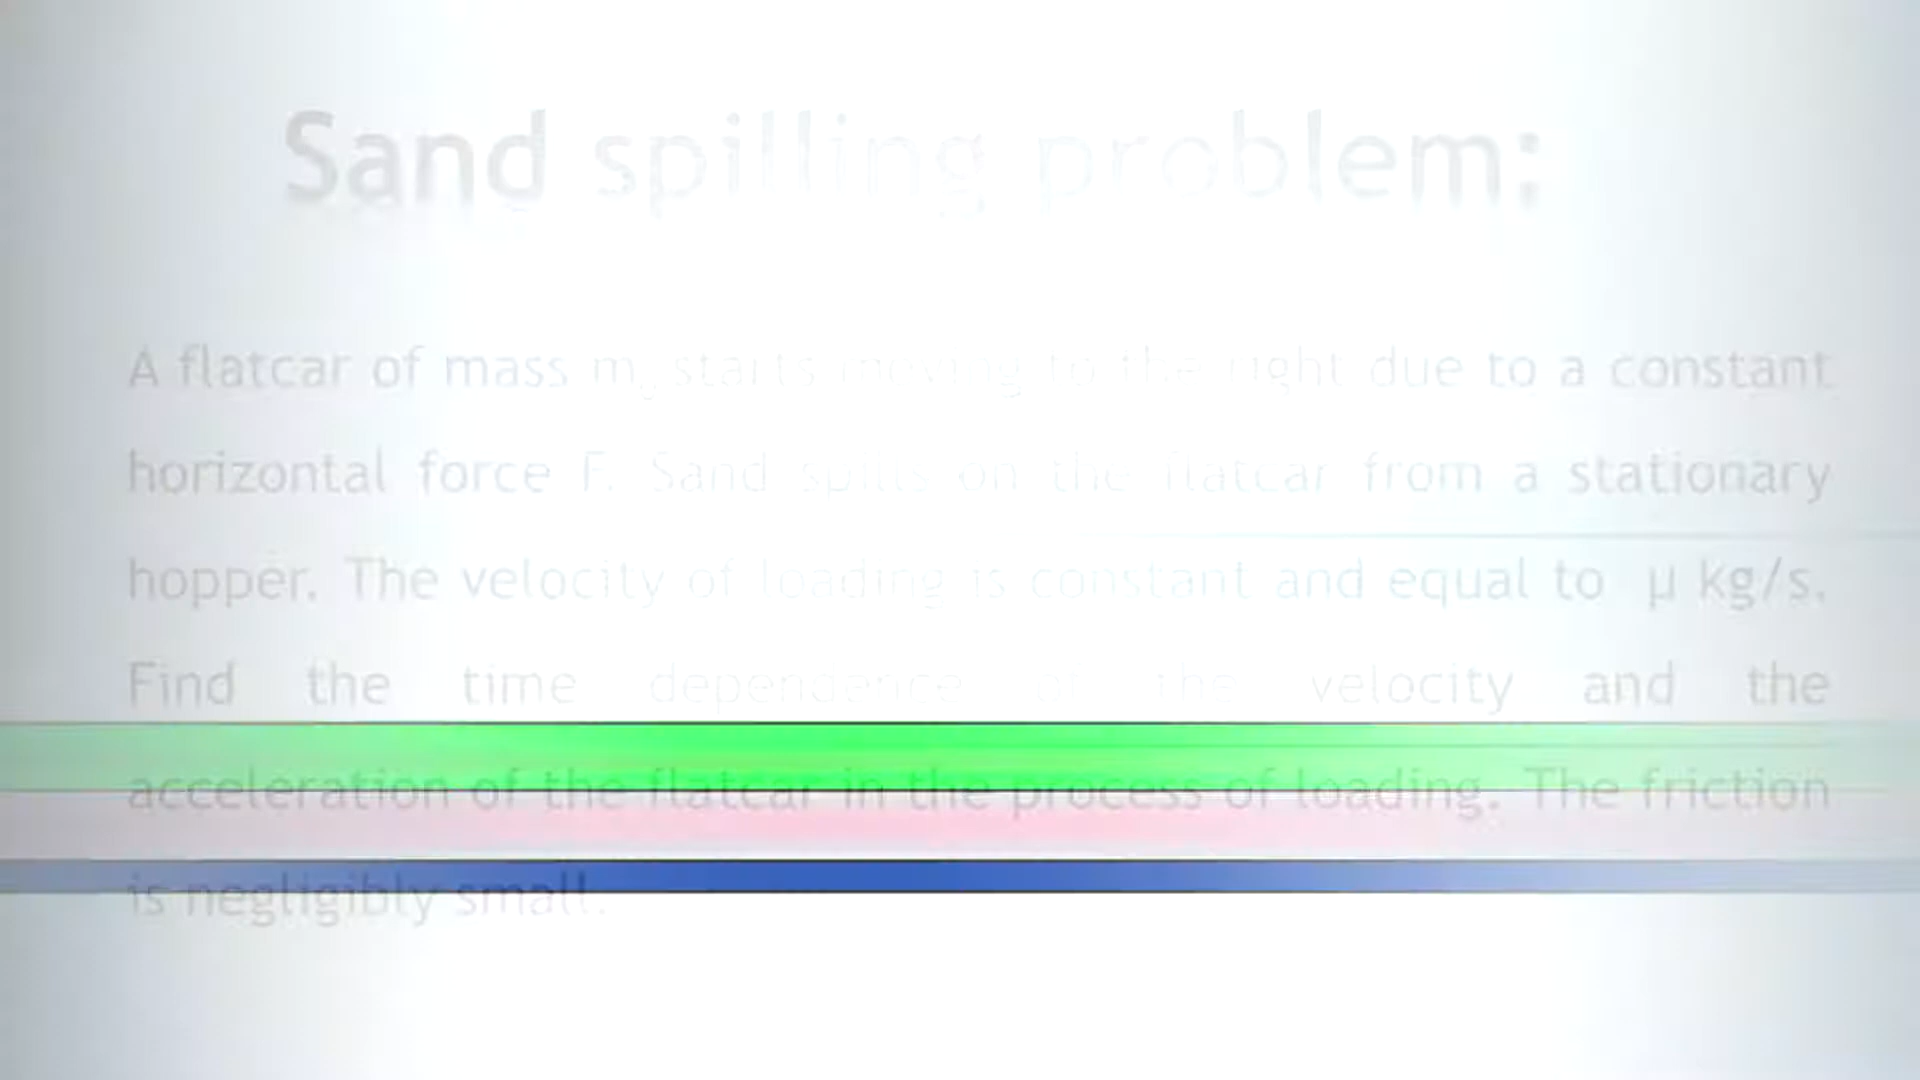 Sand spilling problem:
A flatcar of mass m₀ starts moving to the right due to a constant
horizontal force F. Sand spills on the flatcar from a stationary
hopper. The velocity of loading is constant and equal to μ kg/s.
Find the time dependence of the velocity and the
acceleration of the flatcar in the process of loading. The friction
is negligibly small.